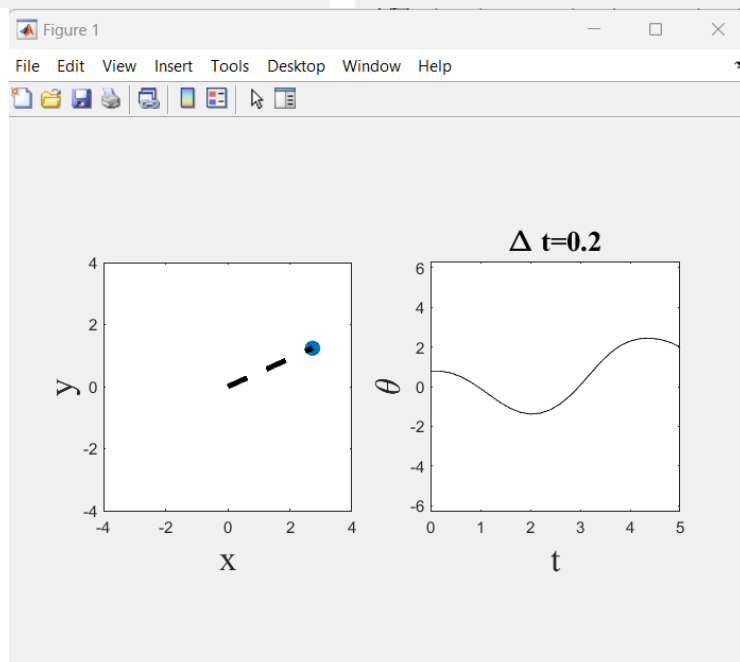 Figure 1
File Edit View Insert Tools Desktop Window Help
Δ t=0.2
4
2
0
-2
-4
y
-4 -2 0 2 4
x
6
4
2
0
-2
-4
-6
θ
0 1 2 3 4 5
t